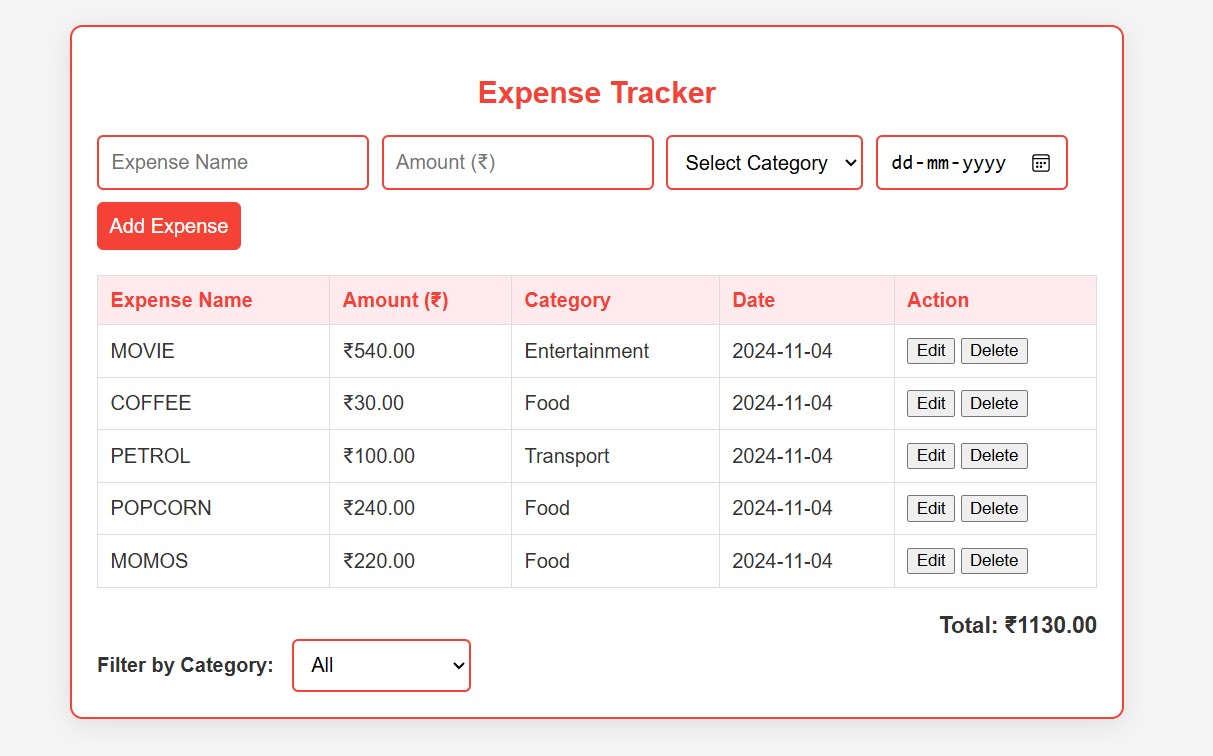 Expense Tracker
Expense Name Amount (₹) Select Category dd-mm-yyyy
Add Expense
Expense Name Amount (₹) Category Date Action
MOVIE ₹540.00 Entertainment 2024-11-04 Edit Delete
COFFEE ₹30.00 Food 2024-11-04 Edit Delete
PETROL ₹100.00 Transport 2024-11-04 Edit Delete
POPCORN ₹240.00 Food 2024-11-04 Edit Delete
MOMOS ₹220.00 Food 2024-11-04 Edit Delete
Total: ₹1130.00
Filter by Category: All